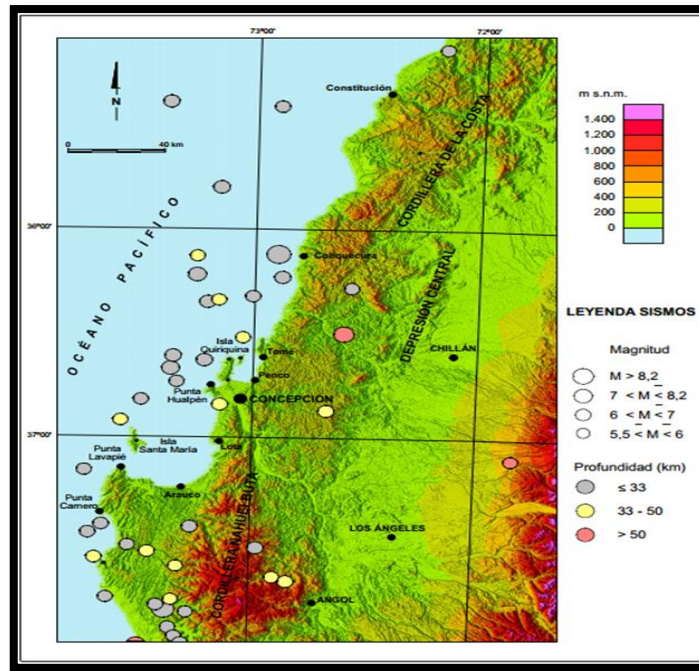 73°00'
72°00'
Constitución
N
0
40 km
CORDILLERA DE LA COSTA
OCÉANO PACÍFICO
36°00'
Cobquecura
DEPRESIÓN CENTRAL
Isla
Quiriquina
Tomé
CHILLÁN
Penco
Punta
Hualpén
CONCEPCIÓN
37°00'
Isla
Santa María
Lota
Punta
Lavapié
Arauco
Punta
Carnero
CORDILLERA NAHUELBUTA
LOS ÁNGELES
ANGOL
m s.n.m.
1.400
1.200
1.000
800
600
400
200
0
LEYENDA SISMOS
Magnitud
M > 8,2
7 < M ≤ 8,2
6 < M ≤ 7
5,5 ≤ M ≤ 6
Profundidad (km)
≤ 33
33 - 50
> 50